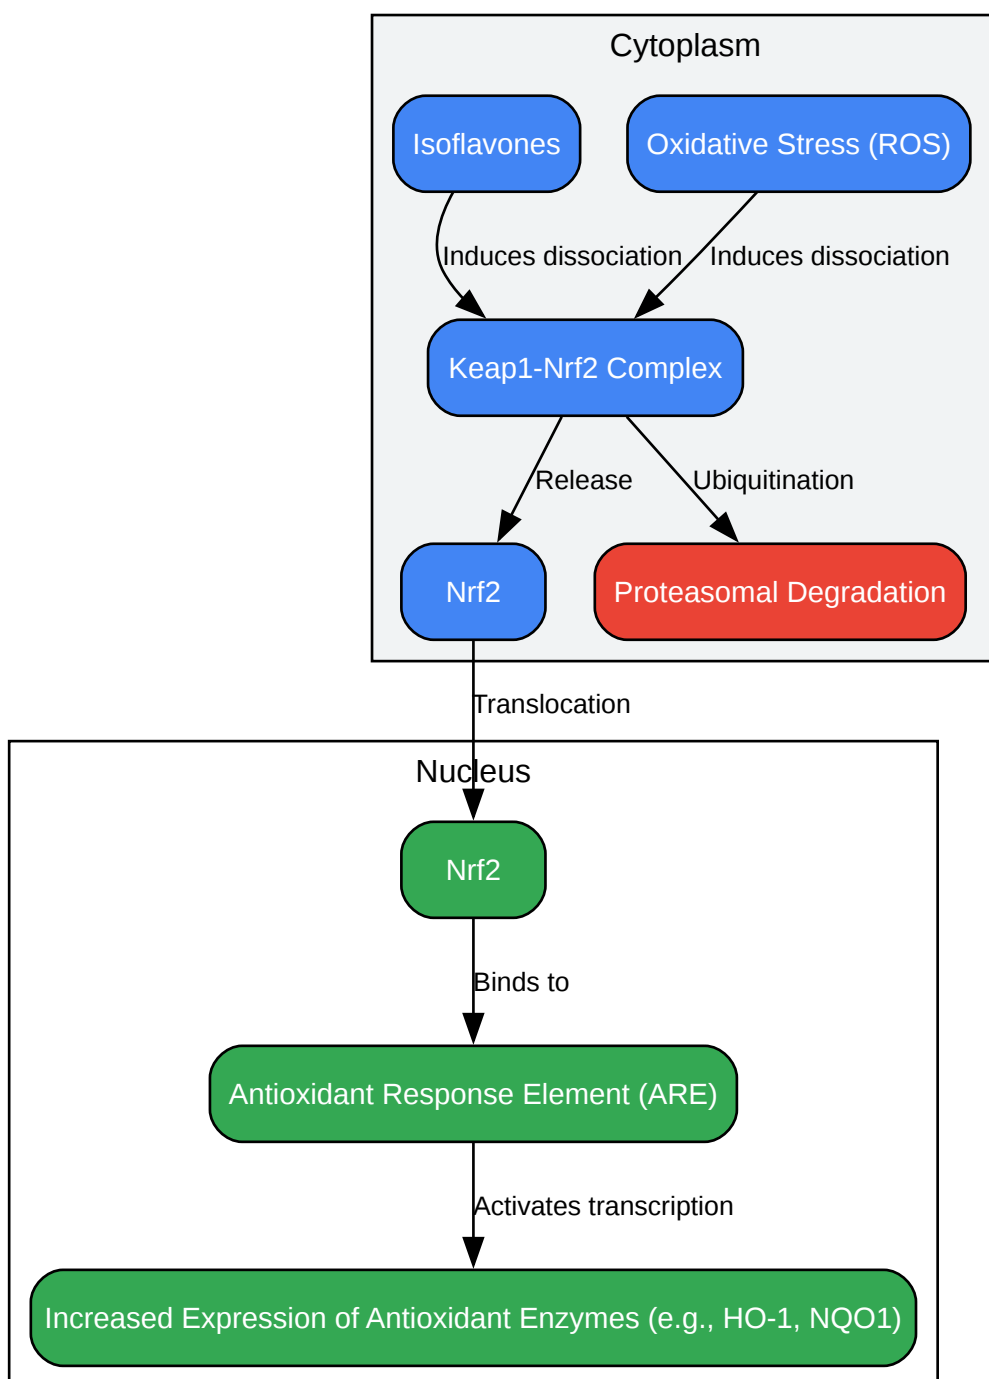 Cytoplasm
Isoflavones
Oxidative Stress (ROS)
Induces dissociation
Induces dissociation
Keap1-Nrf2 Complex
Release
Ubiquitination
Nrf2
Proteasomal Degradation
Translocation
Nucleus
Nrf2
Binds to
Antioxidant Response Element (ARE)
Activates transcription
Increased Expression of Antioxidant Enzymes (e.g., HO-1, NQO1)